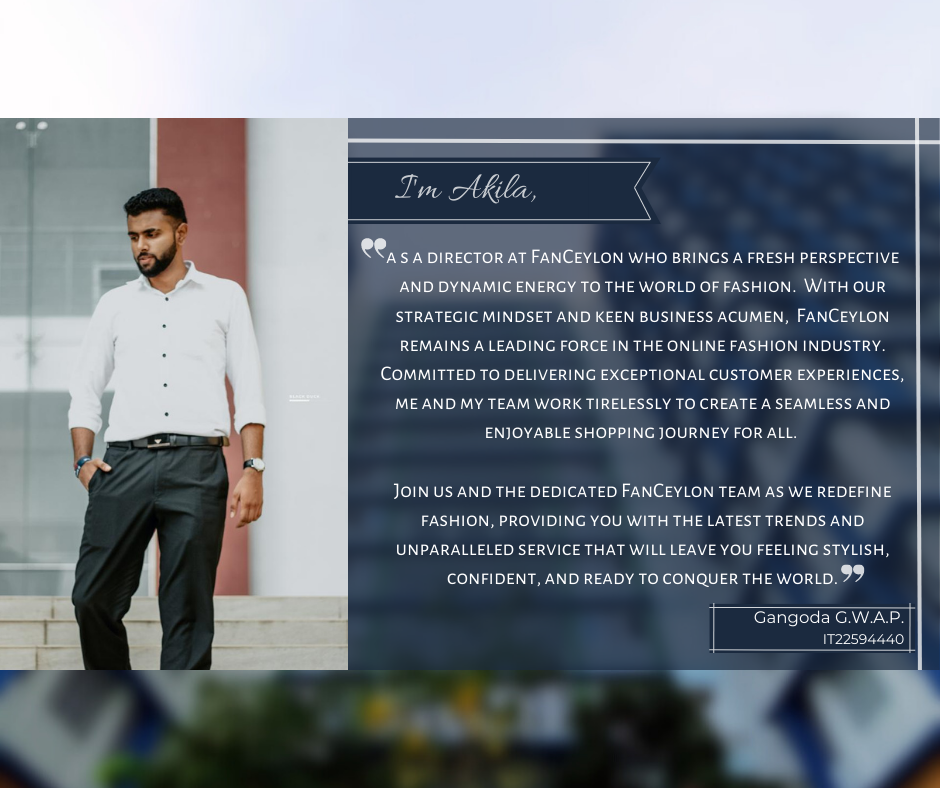 I'm Akila,
❝A S A DIRECTOR AT FANCEYLON WHO BRINGS A FRESH PERSPECTIVE
AND DYNAMIC ENERGY TO THE WORLD OF FASHION. WITH OUR
STRATEGIC MINDSET AND KEEN BUSINESS ACUMEN, FANCEYLON
REMAINS A LEADING FORCE IN THE ONLINE FASHION INDUSTRY.
COMMITTED TO DELIVERING EXCEPTIONAL CUSTOMER EXPERIENCES,
ME AND MY TEAM WORK TIRELESSLY TO CREATE A SEAMLESS AND
ENJOYABLE SHOPPING JOURNEY FOR ALL.
JOIN US AND THE DEDICATED FANCEYLON TEAM AS WE REDEFINE
FASHION, PROVIDING YOU WITH THE LATEST TRENDS AND
UNPARALLELED SERVICE THAT WILL LEAVE YOU FEELING STYLISH,
CONFIDENT, AND READY TO CONQUER THE WORLD.❞
Gangoda G.W.A.P.
IT22594440